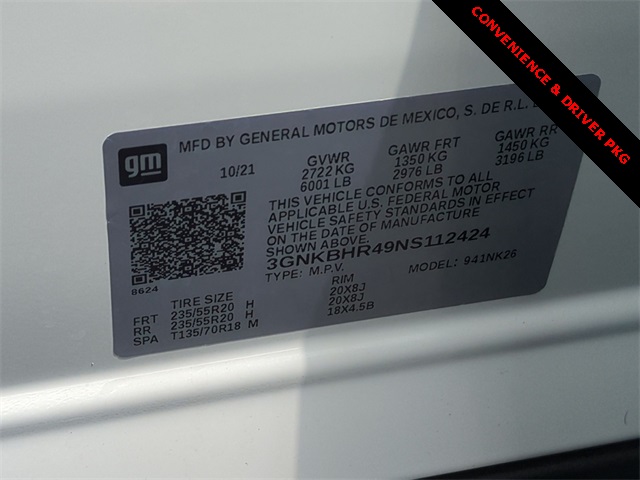 CONVENIENCE & DRIVER PKG
gm
MFD BY GENERAL MOTORS DE MEXICO, S. DE R.L.
10/21
GVWR GAWR FRT GAWR RR
2722 KG 1350 KG 1450 KG
6001 LB 2976 LB 3196 LB
THIS VEHICLE CONFORMS TO ALL
APPLICABLE U.S. FEDERAL MOTOR
VEHICLE SAFETY STANDARDS IN EFFECT
ON THE DATE OF MANUFACTURE
SHOWN ABOVE.
3GNKBHR49NS112424
TYPE: M.P.V. MODEL: 941NK26
8624
TIRE SIZE RIM
FRT 235/55R20 H 20X8J
RR 235/55R20 H 20X8J
SPA T135/70R18 M 18X4.5B